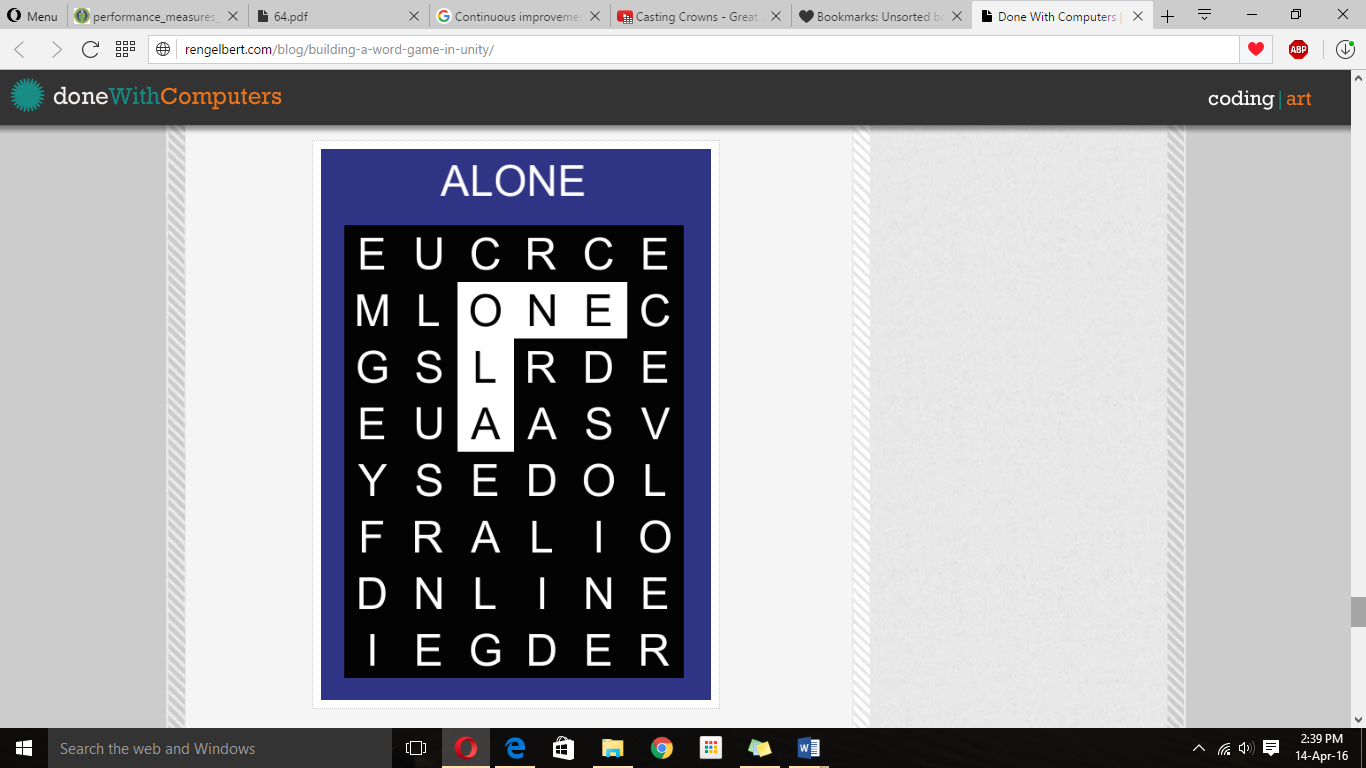 Menu performance_measures_ 64.pdf Continuous improveme Casting Crowns - Great Bookmarks: Unsorted b Done With Computers |
rengelbert.com/blog/building-a-word-game-in-unity/ ABP
doneWithComputers coding|art
ALONE
E U C R C E
M L O N E C
G S L R D E
E U A A S V
Y S E D O L
F R A L I O
D N L I N E
I E G D E R
Search the web and Windows 2:39 PM
14-Apr-16